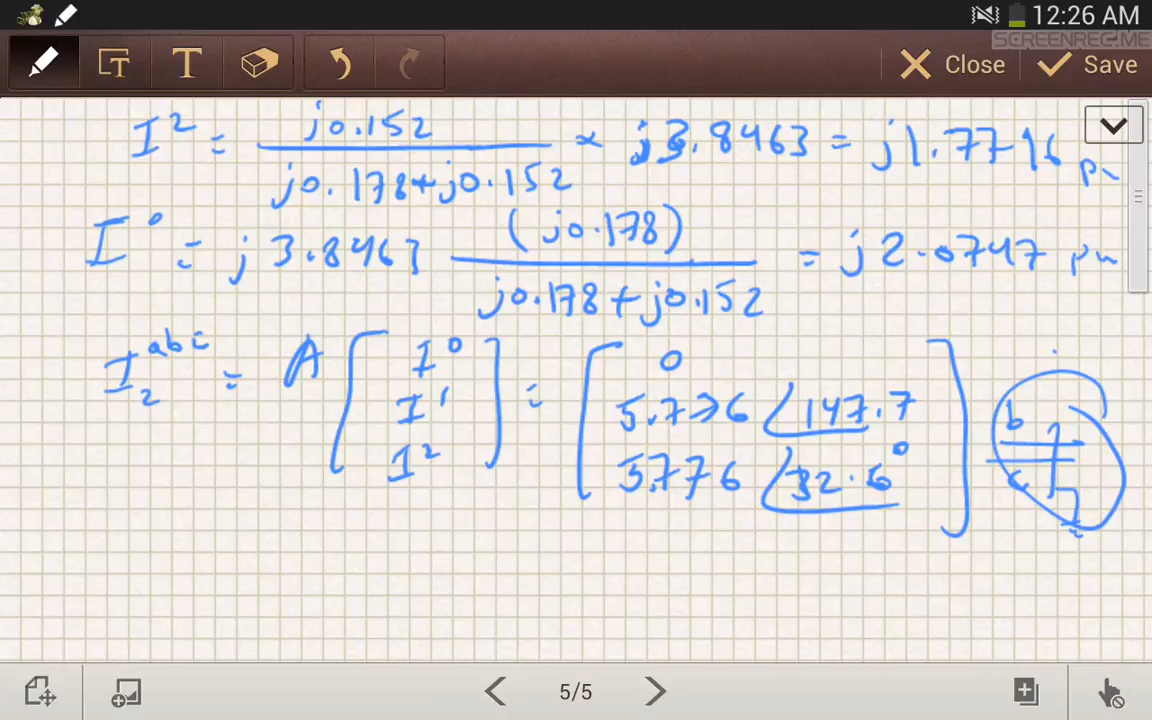 12:26 AM
SCREENREC.ME
T
T
Close
Save
I² = j0.152 / (j0.178+j0.152) × j3.8463 = j1.7716 pu
I⁰ = j3.8463 (j0.178) / (j0.178+j0.152) = j2.0747 pu
I₂ᵃᵇᶜ = A [I⁰ I¹ I²] = [0 5.776 ∠147.7 5.776 ∠32.6°]
b
c
5/5